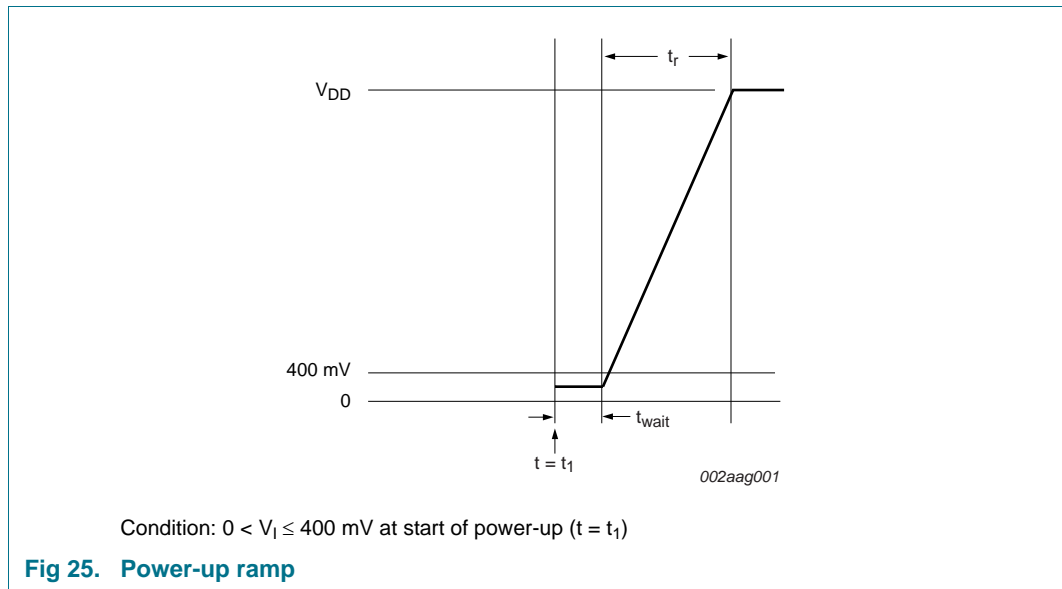 tr
VDD
400 mV
0
twait
t = t1
002aag001
Condition: 0 < VI ≤ 400 mV at start of power-up (t = t1)
Fig 25. Power-up ramp